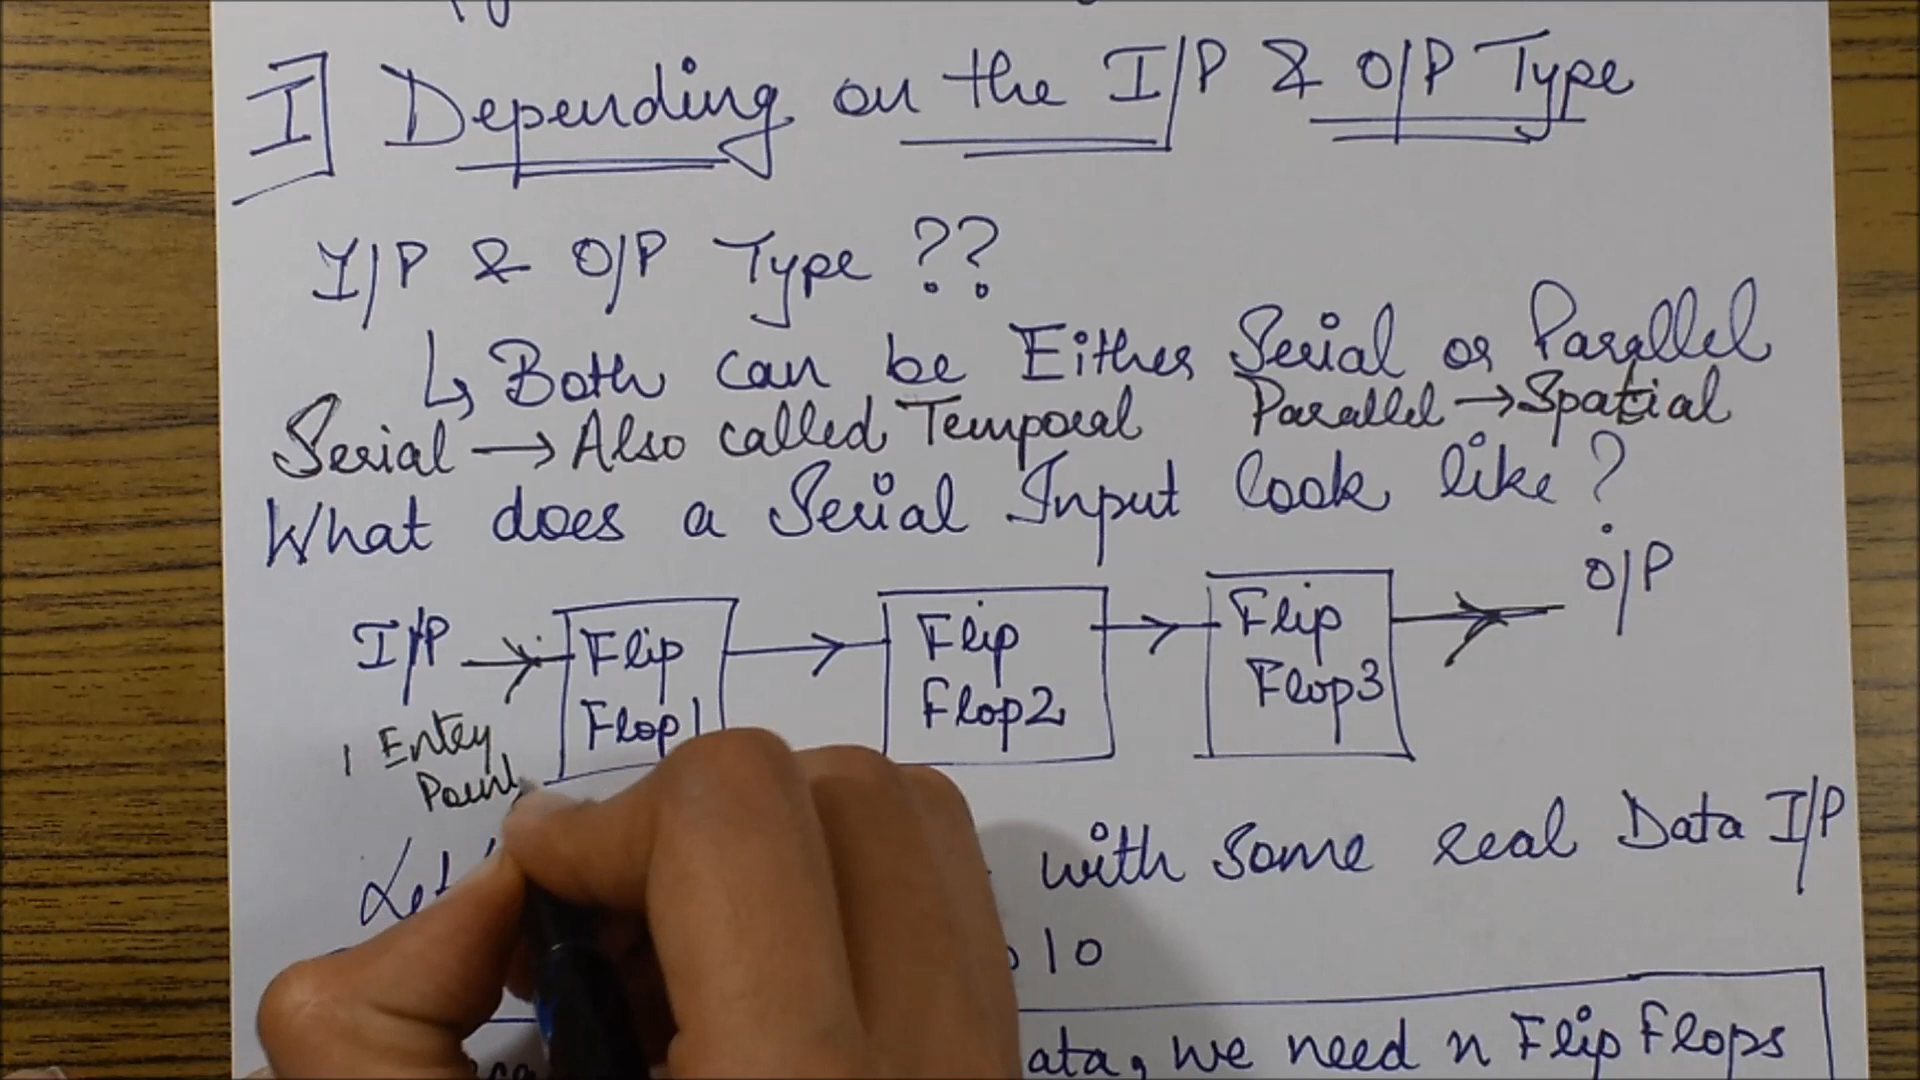 I Depending on the I/P & O/P Type
I/P & O/P Type ??
↳ Both can be Either Serial or Parallel
Serial → Also called Temporal Parallel → Spatial
What does a Serial Input look like ?
I/P → Flip Flop1 → Flip Flop2 → Flip Flop3 → O/P
1 Entry
Point
with some real Data I/P
10
we need n Flip Flops